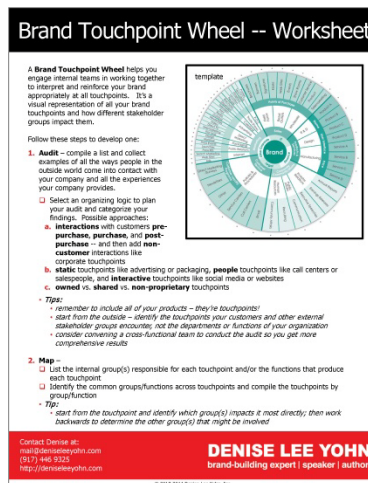 Brand Touchpoint Wheel -- Worksheet
A Brand Touchpoint Wheel helps you
engage internal teams in working together
to interpret and reinforce your brand
appropriately at all touchpoints. It's a
visual representation of all your brand
touchpoints and how different stakeholder
groups impact them.
template
Brand
Follow these steps to develop one:
1. Audit – compile a list and collect
examples of all the ways people in the
outside world come into contact with
your company and all the experiences
your company provides.
❑ Select an organizing logic to plan
your audit and categorize your
findings. Possible approaches:
a. interactions with customers pre-
purchase, purchase, and post-
purchase -- and then add non-
customer interactions like
corporate touchpoints
b. static touchpoints like advertising or packaging, people touchpoints like call centers or
salespeople, and interactive touchpoints like social media or websites
c. owned vs. shared vs. non-proprietary touchpoints
• Tips:
• remember to include all of your products – they're touchpoints!
• start from the outside – identify the touchpoints your customers and other external
stakeholder groups encounter, not the departments or functions of your organization
• consider convening a cross-functional team to conduct the audit so you get more
comprehensive results
2. Map –
❑ List the internal group(s) responsible for each touchpoint and/or the functions that produce
each touchpoint
❑ Identify the common groups/functions across touchpoints and compile the touchpoints by
group/function
• Tip:
• start from the touchpoint and identify which group(s) impacts it most directly; then work
backwards to determine the other group(s) that might be involved
Contact Denise at:
mail@deniseleeyohn.com
(917) 446 9325
http://deniseleeyohn.com
DENISE LEE YOHN
brand-building expert | speaker | author